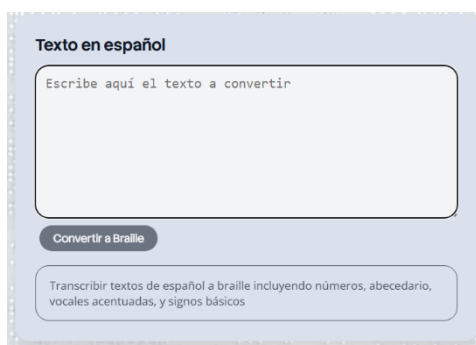 Texto en español
Escribe aquí el texto a convertir
Convertir a Braille
Transcribir textos de español a braille incluyendo números, abecedario,
vocales acentuadas, y signos básicos